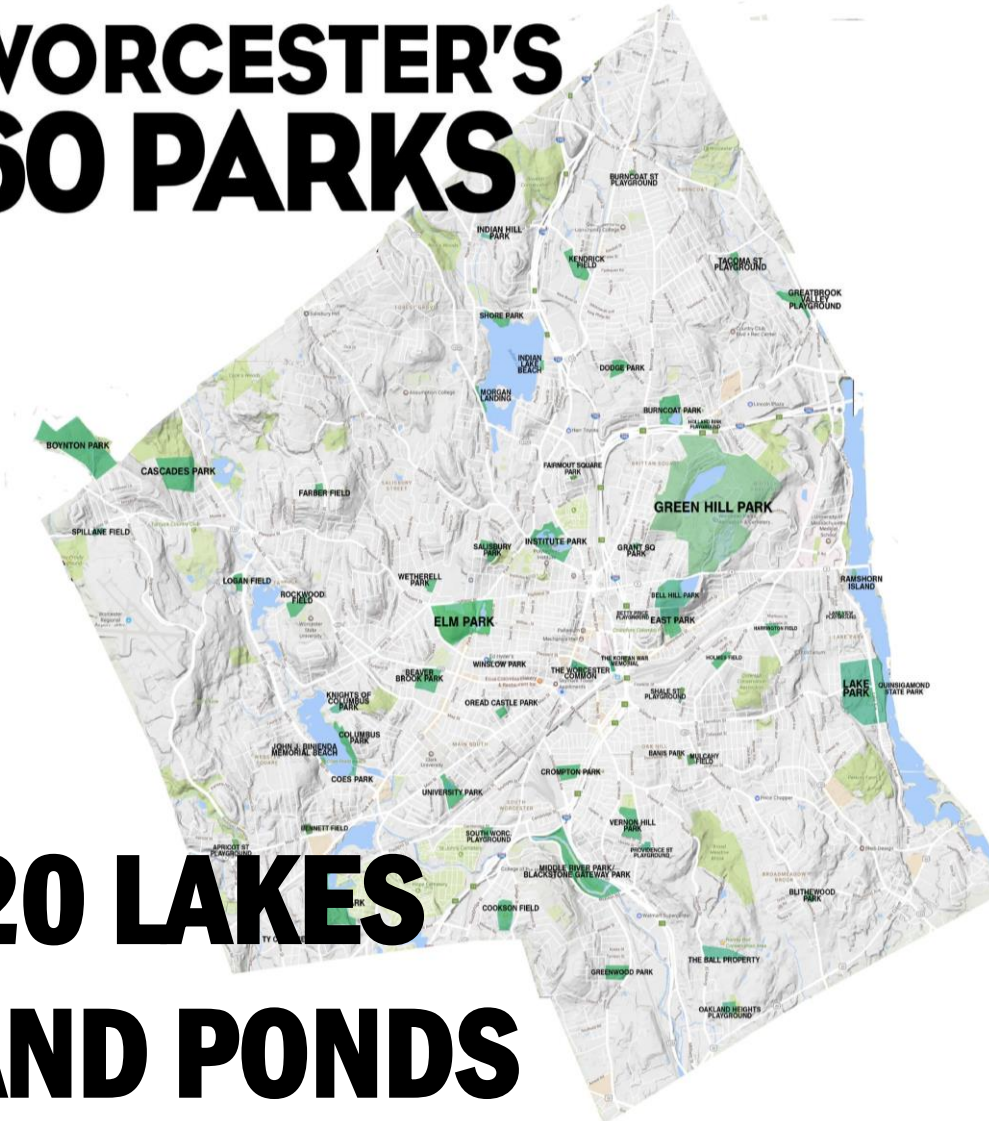 WORCESTER'S
60 PARKS
BURNCOAT ST
PLAYGROUND
INDIAN HILL
PARK
KENDRICK
FIELD
TACOMA ST
PLAYGROUND
GREATBROOK
VALLEY
PLAYGROUND
SHORE PARK
INDIAN
LAKE
BEACH
DODGE PARK
MORGAN
LANDING
BURNCOAT PARK
BOYNTON PARK
CASCADES PARK
FAIRMOUT SQUARE
PARK
FARBER FIELD
GREEN HILL PARK
SPILLANE FIELD
SALISBURY
PARK
INSTITUTE PARK
GRANT SQ
PARK
LOGAN FIELD
WETHERELL
PARK
RAMSHORN
ISLAND
ROCKWOOD
FIELD
BELL HILL PARK
ELM PARK
EAST PARK
HARRINGTON FIELD
WINSLOW PARK
THE WORCESTER
COMMON
THE KOREAN WAR
MEMORIAL
HOLMES FIELD
BEAVER
BROOK PARK
LAKE
PARK
QUINSIGAMOND
STATE PARK
KNIGHTS OF
COLUMBUS
PARK
OREAD CASTLE PARK
SHALE ST
PLAYGROUND
COLUMBUS
PARK
JOHN J. BINIENDA
MEMORIAL BEACH
BANIS PARK
MULCAHY
FIELD
COES PARK
CROMPTON PARK
UNIVERSITY PARK
BENNETT FIELD
SOUTH WORC.
PLAYGROUND
VERNON HILL
PARK
APRICOT ST
PLAYGROUND
PROVIDENCE ST
PLAYGROUND
MIDDLE RIVER PARK/
BLACKSTONE GATEWAY PARK
BLITHEWOOD
PARK
COOKSON FIELD
20 LAKES
THE BALL PROPERTY
GREENWOOD PARK
OAKLAND HEIGHTS
PLAYGROUND
AND PONDS